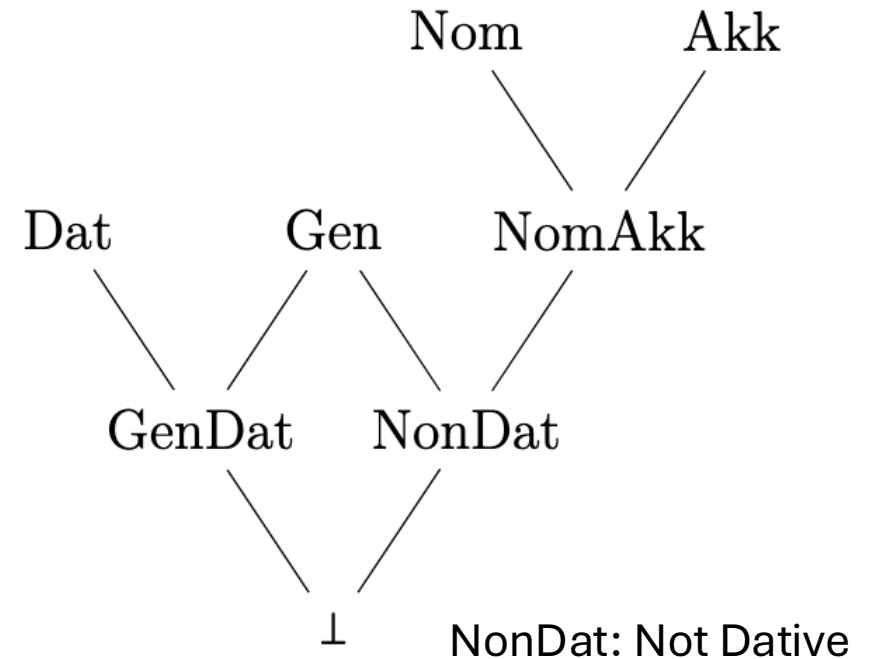 Nom Akk
Dat Gen NomAkk
GenDat NonDat
⊥
NonDat: Not Dative